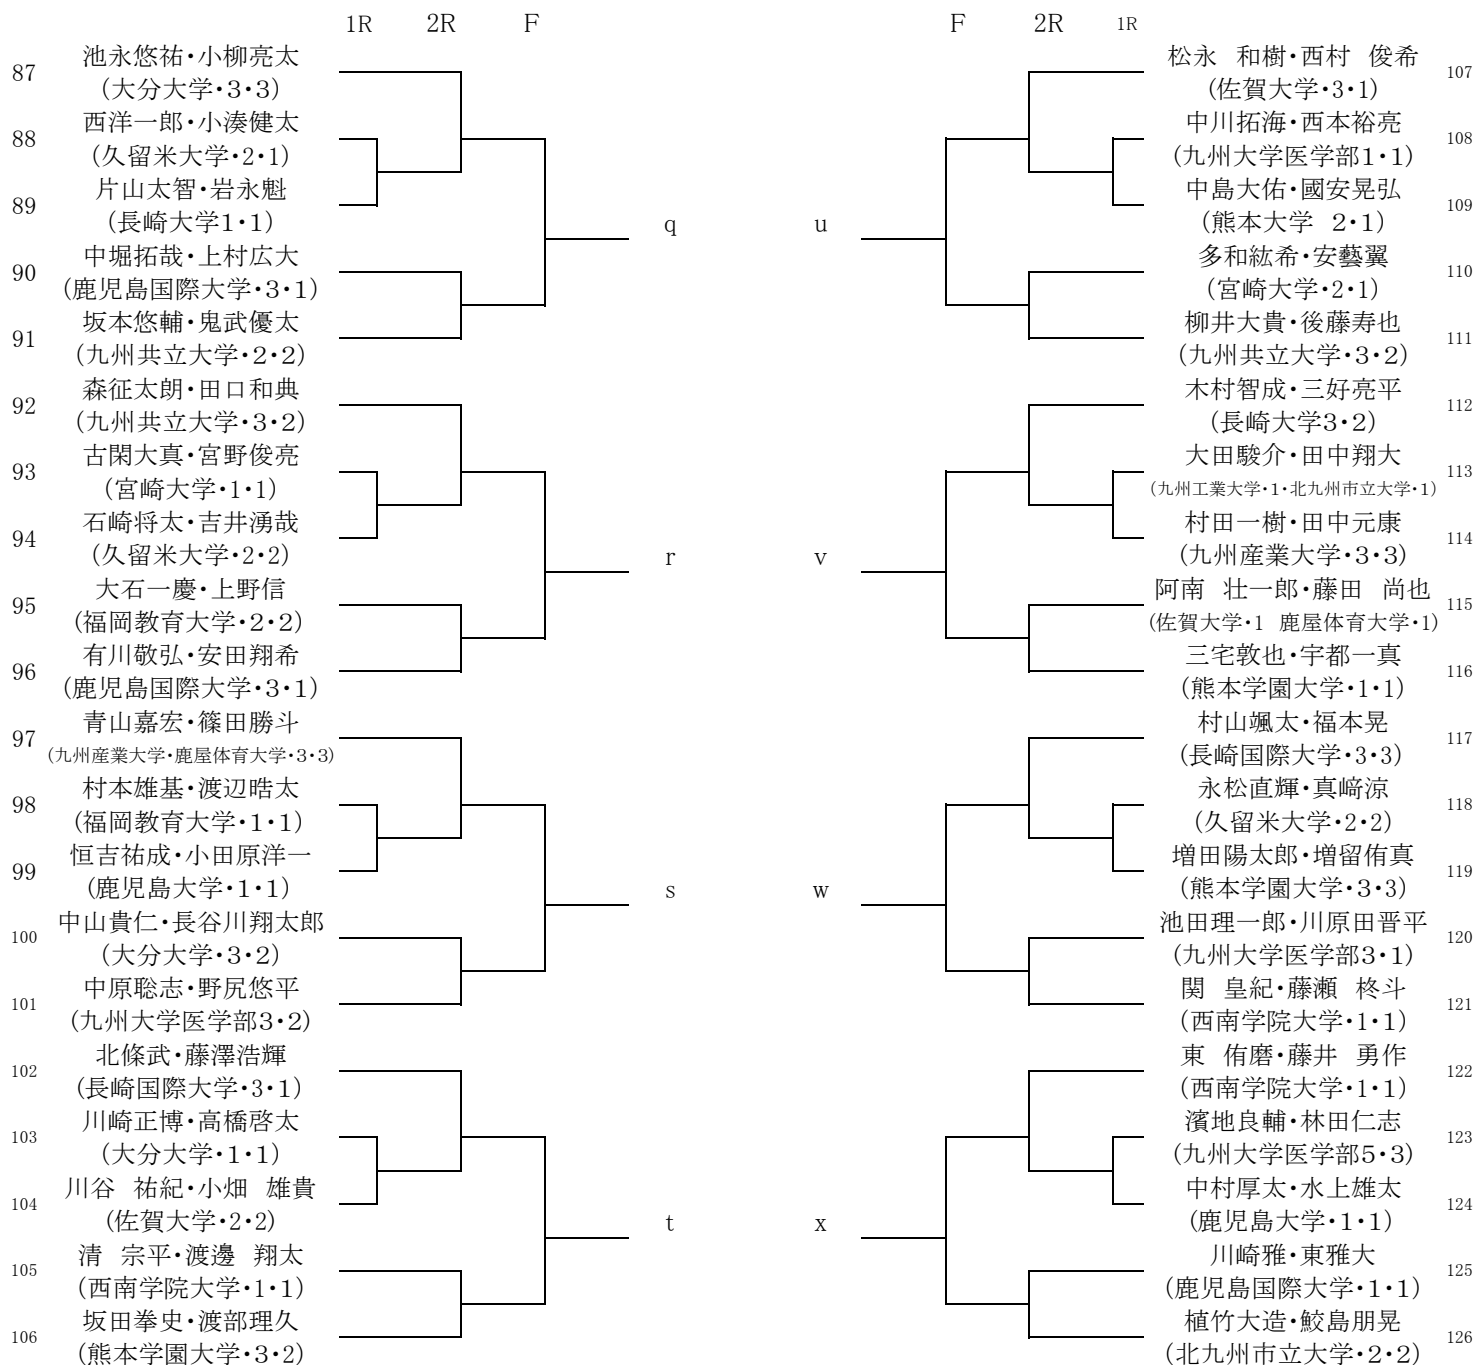 1R 2R F
87 池永悠祐・小柳亮太
(大分大学・3・3)
88 西洋一郎・小湊健太
(久留米大学・2・1)
89 片山太智・岩永魁
(長崎大学1・1)
90 中堀拓哉・上村広大
(鹿児島国際大学・3・1)
91 坂本悠輔・鬼武優太
(九州共立大学・2・2)
q
92 森征太朗・田口和典
(九州共立大学・3・2)
93 古閑大真・宮野俊亮
(宮崎大学・1・1)
94 石崎将太・吉井湧哉
(久留米大学・2・2)
95 大石一慶・上野信
(福岡教育大学・2・2)
96 有川敬弘・安田翔希
(鹿児島国際大学・3・1)
r
97 青山嘉宏・篠田勝斗
(九州産業大学・鹿屋体育大学・3・3)
98 村本雄基・渡辺晧太
(福岡教育大学・1・1)
99 恒吉祐成・小田原洋一
(鹿児島大学・1・1)
100 中山貴仁・長谷川翔太郎
(大分大学・3・2)
101 中原聡志・野尻悠平
(九州大学医学部3・2)
s
102 北條武・藤澤浩輝
(長崎国際大学・3・1)
103 川崎正博・高橋啓太
(大分大学・1・1)
104 川谷 祐紀・小畑 雄貴
(佐賀大学・2・2)
105 清 宗平・渡邊 翔太
(西南学院大学・1・1)
106 坂田拳史・渡部理久
(熊本学園大学・3・2)
t
F 2R 1R
松永 和樹・西村 俊希 107
(佐賀大学・3・1)
中川拓海・西本裕亮 108
(九州大学医学部1・1)
中島大佑・國安晃弘 109
(熊本大学 2・1)
多和紘希・安藝翼 110
(宮崎大学・2・1)
柳井大貴・後藤寿也 111
(九州共立大学・3・2)
u
木村智成・三好亮平 112
(長崎大学3・2)
大田駿介・田中翔大 113
(九州工業大学・1・北九州市立大学・1)
村田一樹・田中元康 114
(九州産業大学・3・3)
阿南 壮一郎・藤田 尚也 115
(佐賀大学・1 鹿屋体育大学・1)
三宅敦也・宇都一真 116
(熊本学園大学・1・1)
v
村山颯太・福本晃 117
(長崎国際大学・3・3)
永松直輝・真﨑涼 118
(久留米大学・2・2)
増田陽太郎・増留侑真 119
(熊本学園大学・3・3)
池田理一郎・川原田晋平 120
(九州大学医学部3・1)
関 皇紀・藤瀬 柊斗 121
(西南学院大学・1・1)
w
東 侑磨・藤井 勇作 122
(西南学院大学・1・1)
濱地良輔・林田仁志 123
(九州大学医学部5・3)
中村厚太・水上雄太 124
(鹿児島大学・1・1)
川崎雅・東雅大 125
(鹿児島国際大学・1・1)
植竹大造・鮫島朋晃 126
(北九州市立大学・2・2)
x